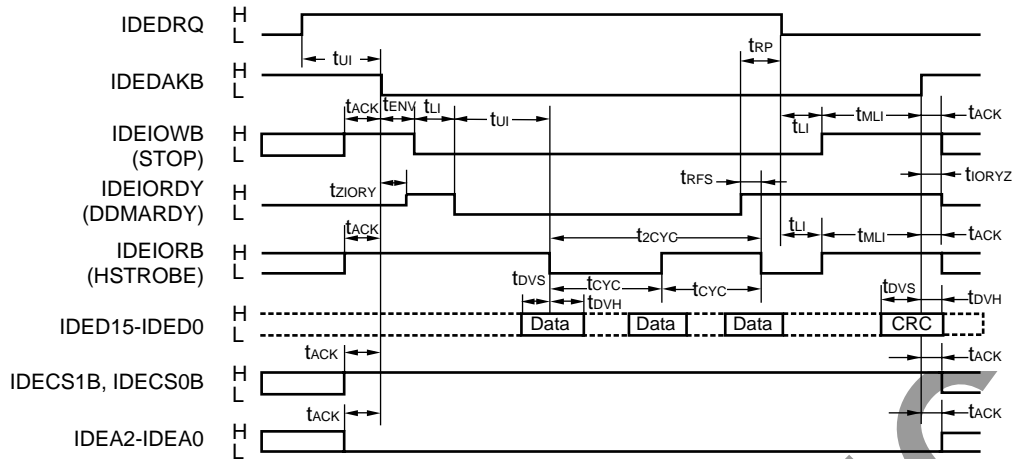 IDEDRQ H L
tUI tRP
IDEDAKB H L
tACK tENV tLI tUI tLI tMLI tACK
IDEIOWB (STOP) H L
tZIORY tRFS tIORYZ
IDEIORDY (DDMARDY) H L
tACK t2CYC tLI tMLI tACK
IDEIORB (HSTROBE) H L
tDVS tCYC tCYC tDVH tDVS tDVH
IDED15-IDED0 H L Data Data Data CRC
tACK tACK
IDECS1B, IDECS0B H L
tACK tACK
IDEA2-IDEA0 H L